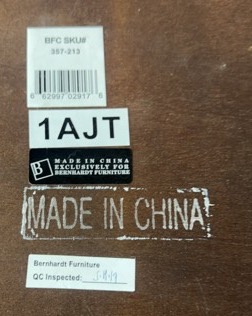 BFC SKU#
357-213
6 62997 02917 6
1AJT
B
MADE IN CHINA
EXCLUSIVELY FOR
BERNHARDT FURNITURE
MADE IN CHINA
Bernhardt Furniture
QC Inspected: